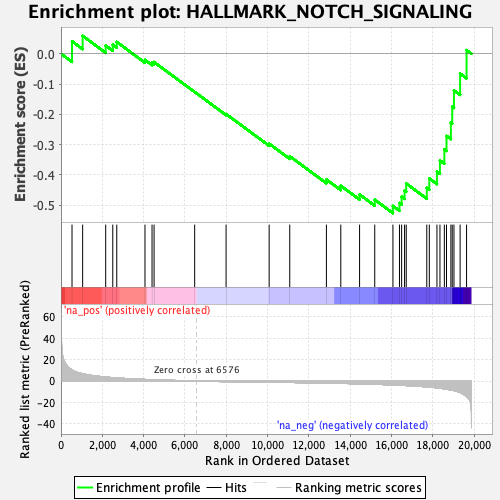 Enrichment plot: HALLMARK_NOTCH_SIGNALING
Enrichment score (ES)
0.0
-0.1
-0.2
-0.3
-0.4
-0.5
'na_pos' (positively correlated)
Ranked list metric (PreRanked)
60
40
20
0
-20
-40
Zero cross at 6576
'na_neg' (negatively correlated)
0
2,000
4,000
6,000
8,000
10,000
12,000
14,000
16,000
18,000
20,000
Rank in Ordered Dataset
Enrichment profile
Hits
Ranking metric scores